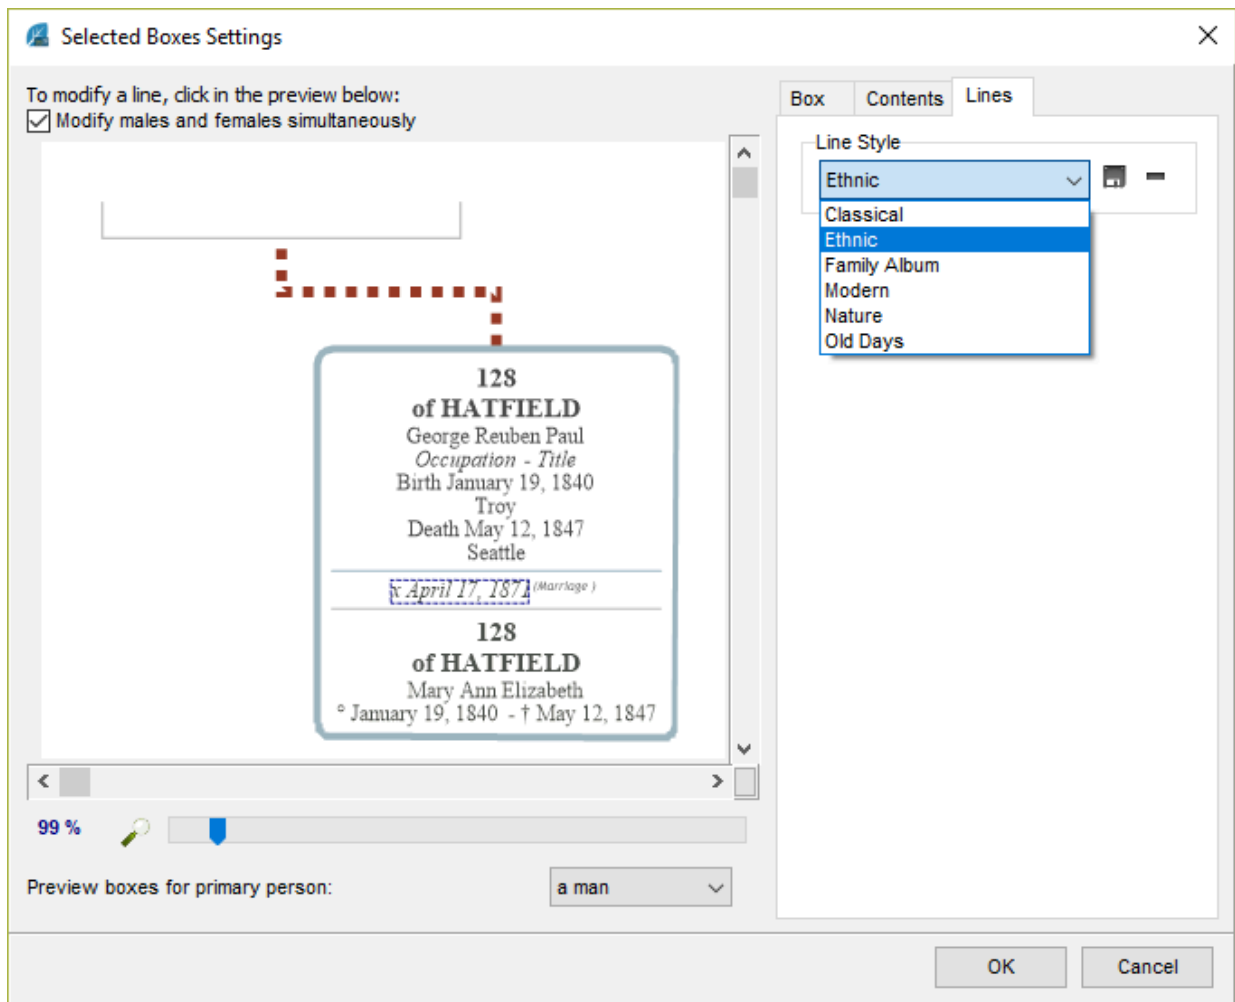 Selected Boxes Settings
To modify a line, click in the preview below:
Modify males and females simultaneously
128
of HATFIELD
George Reuben Paul
Occupation - Title
Birth January 19, 1840
Troy
Death May 12, 1847
Seattle
x April 17, 1871 (Marriage )
128
of HATFIELD
Mary Ann Elizabeth
° January 19, 1840 - † May 12, 1847
99 %
Preview boxes for primary person: a man
Box Contents Lines
Line Style
Ethnic
Classical
Ethnic
Family Album
Modern
Nature
Old Days
OK Cancel